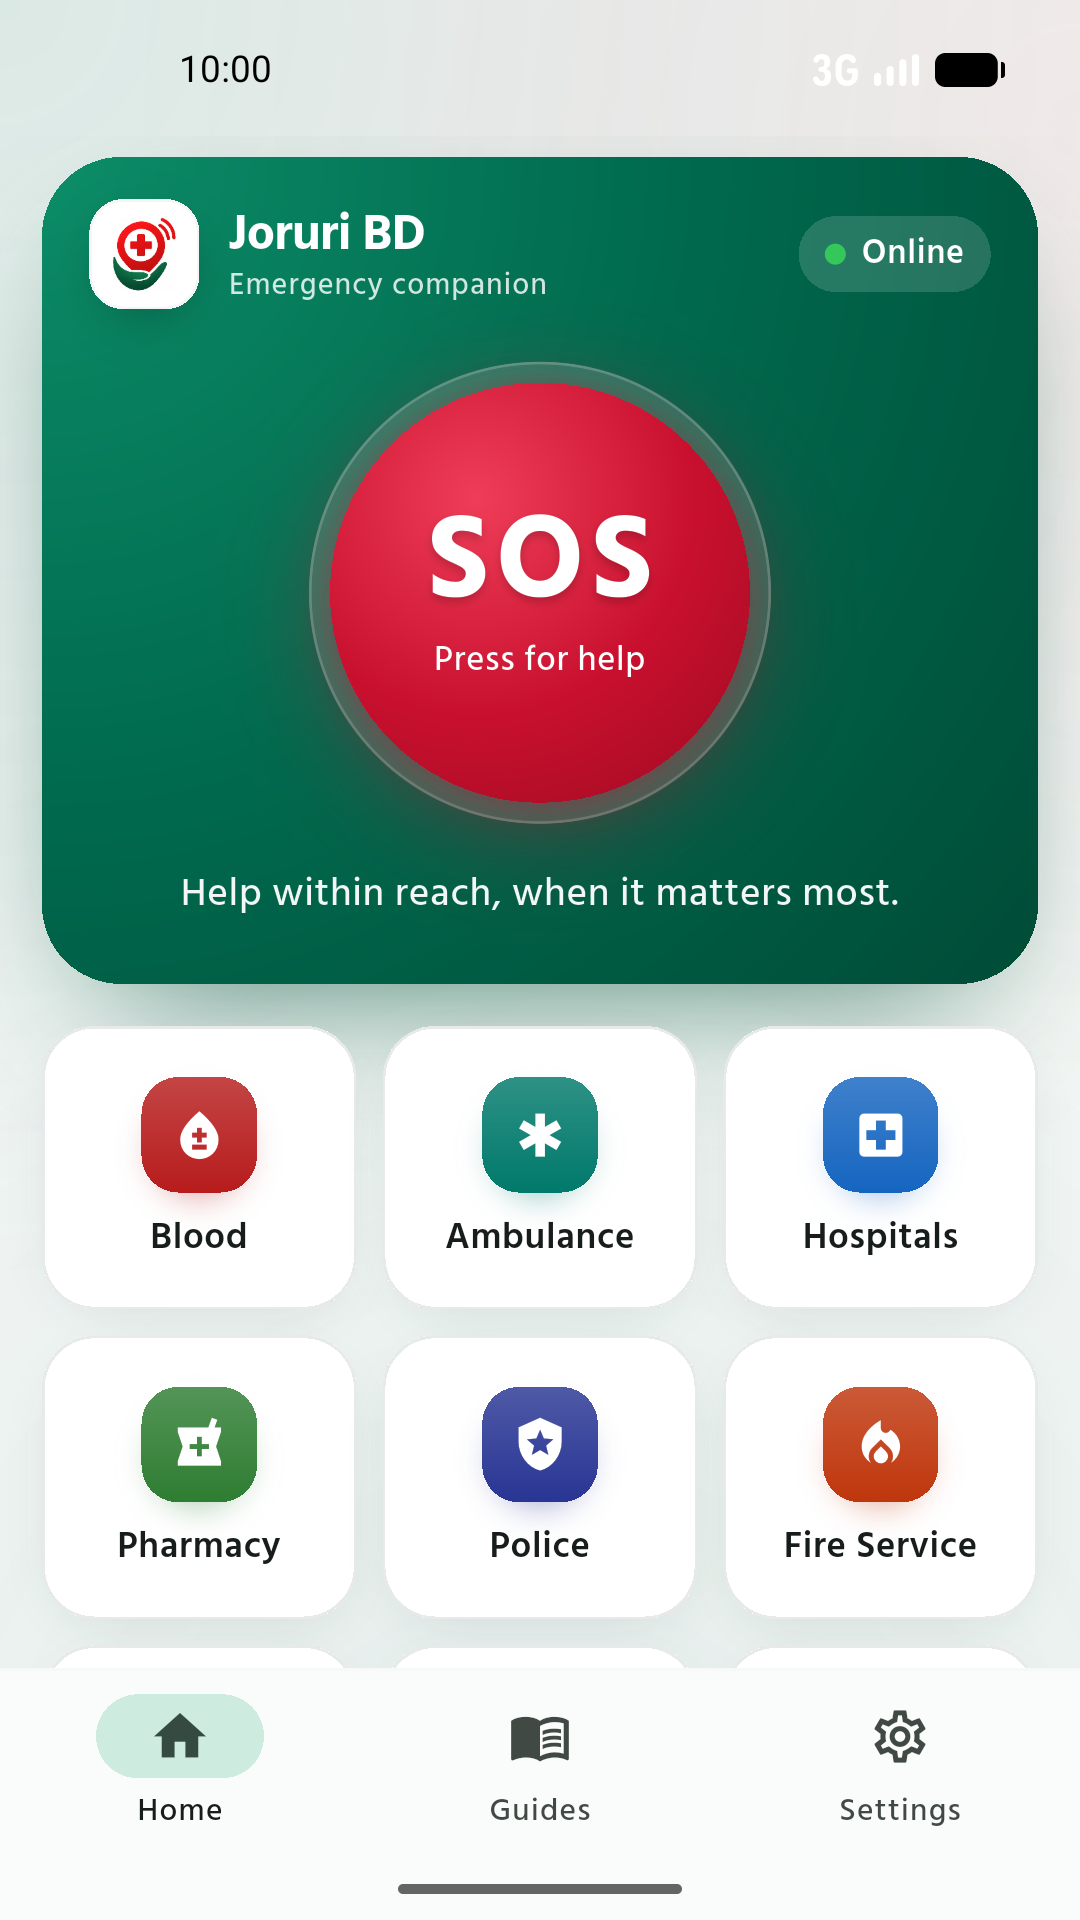 10:00
3G
Joruri BD
Emergency companion
Online
SOS
Press for help
Help within reach, when it matters most.
Blood
Ambulance
Hospitals
Pharmacy
Police
Fire Service
Home
Guides
Settings